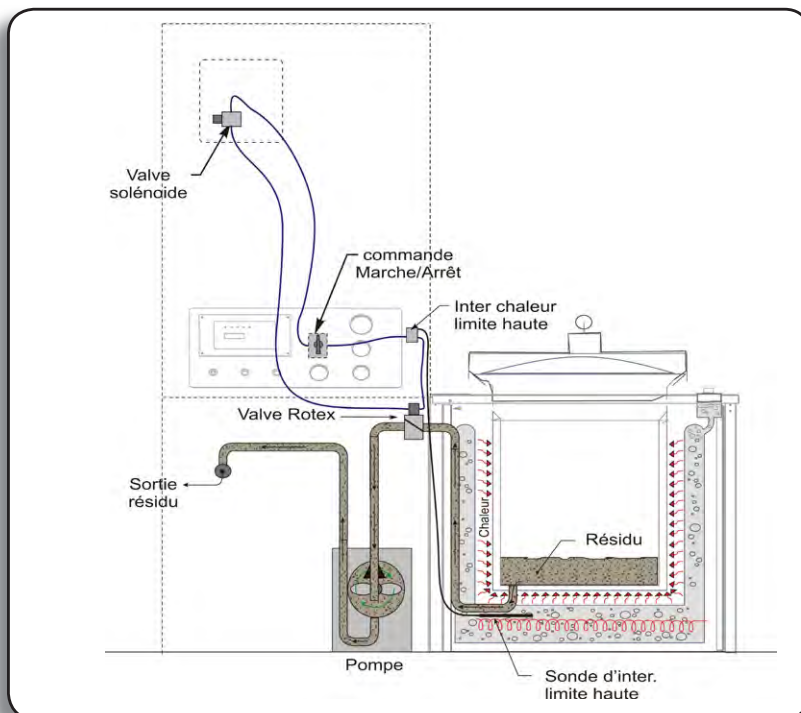 Valve
solénoide
commande
Marche/Arrêt
Inter chaleur
limite haute
Valve Rotex
Sortie
résidu
Chaleur
Résidu
Pompe
Sonde d'inter.
limite haute